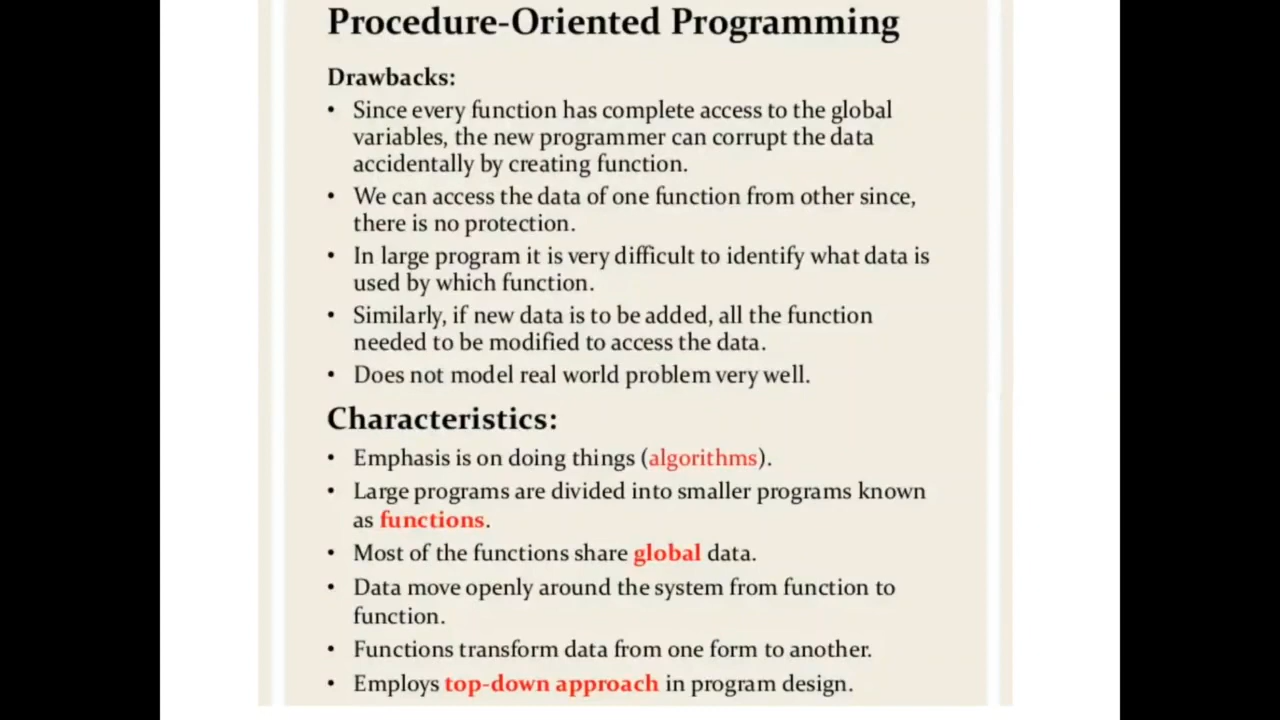 Procedure-Oriented Programming
Drawbacks:
• Since every function has complete access to the global
variables, the new programmer can corrupt the data
accidentally by creating function.
• We can access the data of one function from other since,
there is no protection.
• In large program it is very difficult to identify what data is
used by which function.
• Similarly, if new data is to be added, all the function
needed to be modified to access the data.
• Does not model real world problem very well.
Characteristics:
• Emphasis is on doing things (algorithms).
• Large programs are divided into smaller programs known
as functions.
• Most of the functions share global data.
• Data move openly around the system from function to
function.
• Functions transform data from one form to another.
• Employs top-down approach in program design.